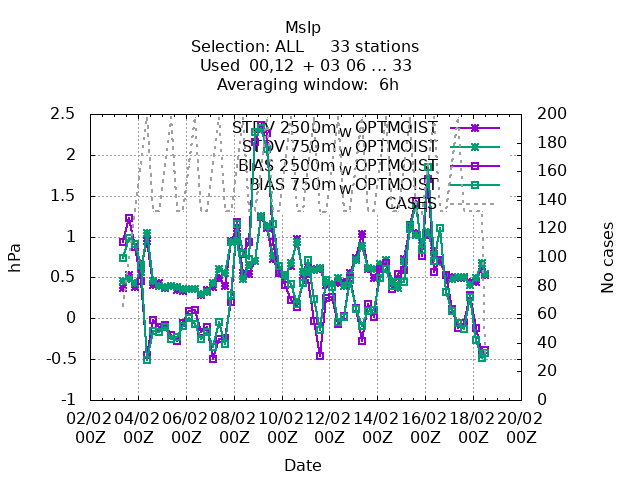 Mslp
Selection: ALL 33 stations
Used 00,12 + 03 06 ... 33
Averaging window: 6h
STDV 2500m_W OPTMOIST
STDV 750m_W OPTMOIST
BIAS 2500m_W OPTMOIST
BIAS 750m_W OPTMOIST
CASES
hPa
2.5
2
1.5
1
0.5
0
-0.5
-1
No cases
200
180
160
140
120
100
80
60
40
20
0
02/02 04/02 06/02 08/02 10/02 12/02 14/02 16/02 18/02 20/02
00Z 00Z 00Z 00Z 00Z 00Z 00Z 00Z 00Z 00Z
Date